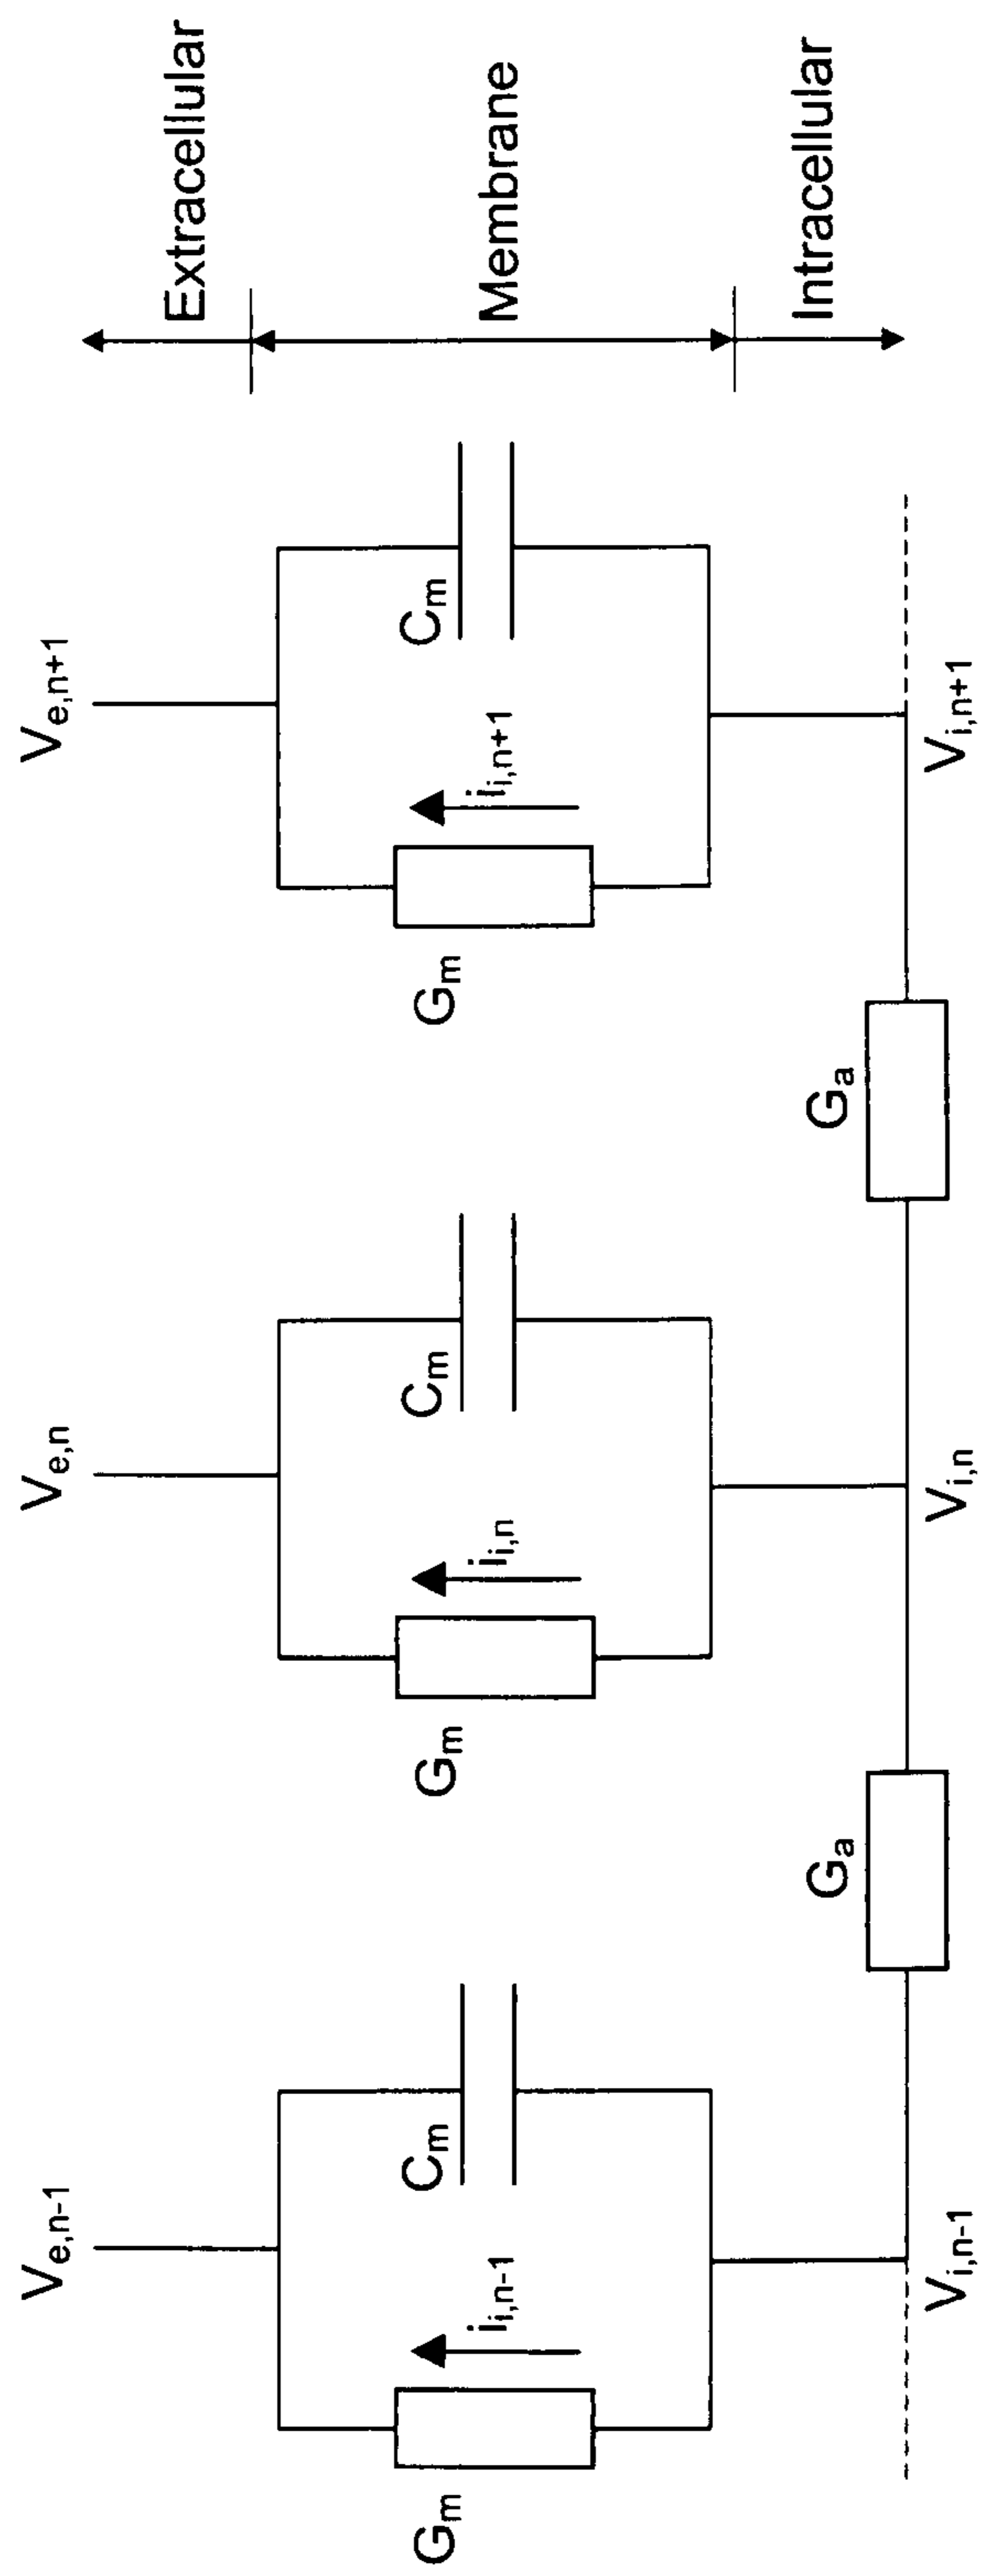 Ve,n-1
Ve,n
Ve,n+1
Extracellular
Gm
ii,n-1
Cm
Gm
ii,n
Cm
Gm
ii,n+1
Cm
Membrane
Ga
Ga
Intracellular
Vi,n-1
Vi,n
Vi,n+1